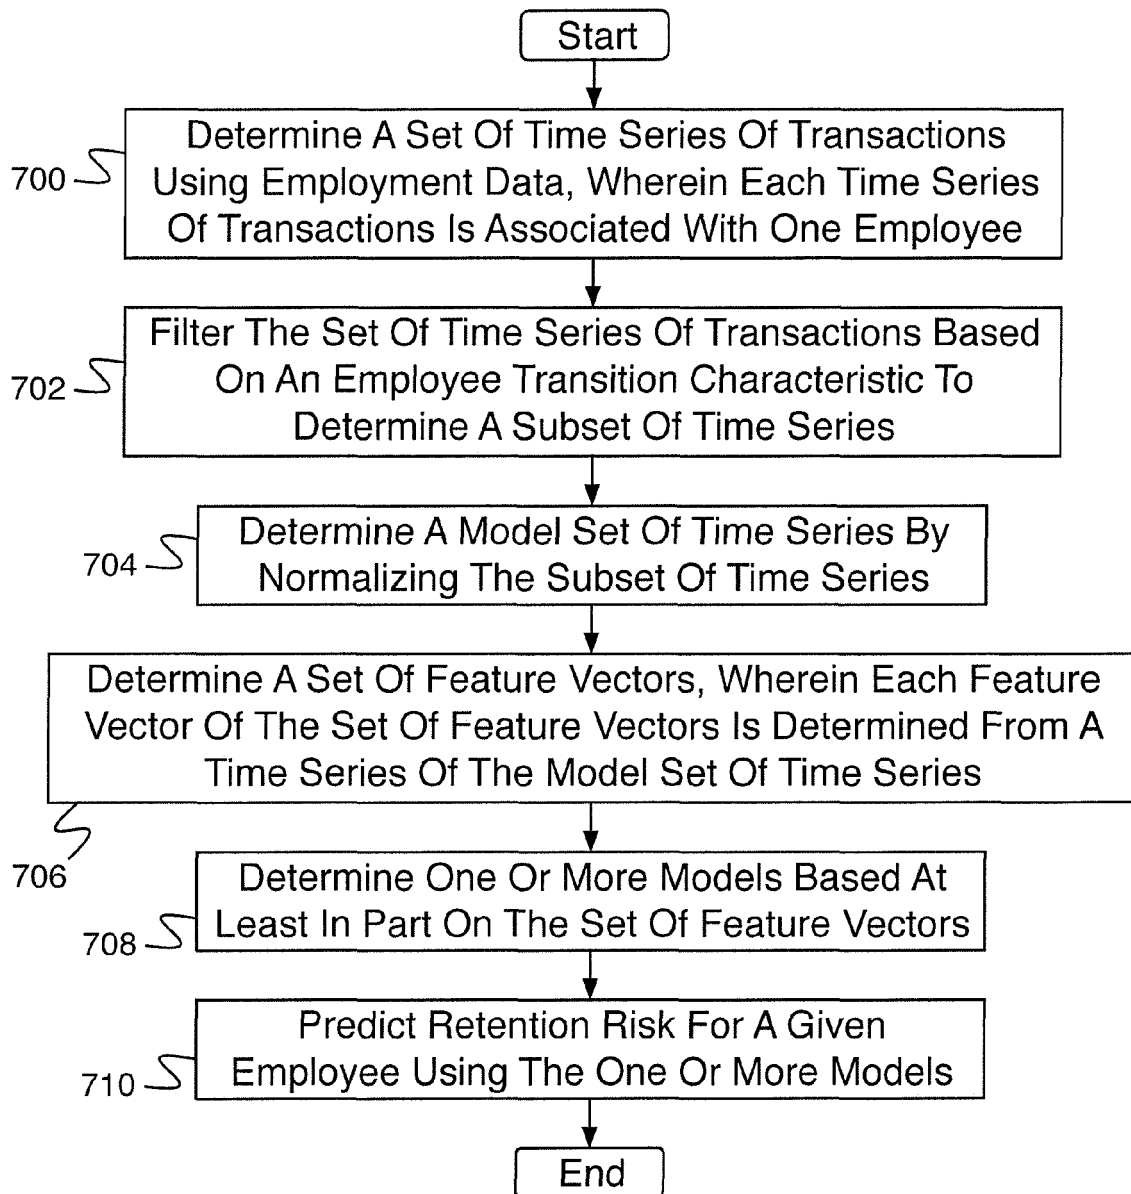 Start
700
Determine A Set Of Time Series Of Transactions
Using Employment Data, Wherein Each Time Series
Of Transactions Is Associated With One Employee
702
Filter The Set Of Time Series Of Transactions Based
On An Employee Transition Characteristic To
Determine A Subset Of Time Series
704
Determine A Model Set Of Time Series By
Normalizing The Subset Of Time Series
706
Determine A Set Of Feature Vectors, Wherein Each Feature
Vector Of The Set Of Feature Vectors Is Determined From A
Time Series Of The Model Set Of Time Series
708
Determine One Or More Models Based At
Least In Part On The Set Of Feature Vectors
710
Predict Retention Risk For A Given
Employee Using The One Or More Models
End